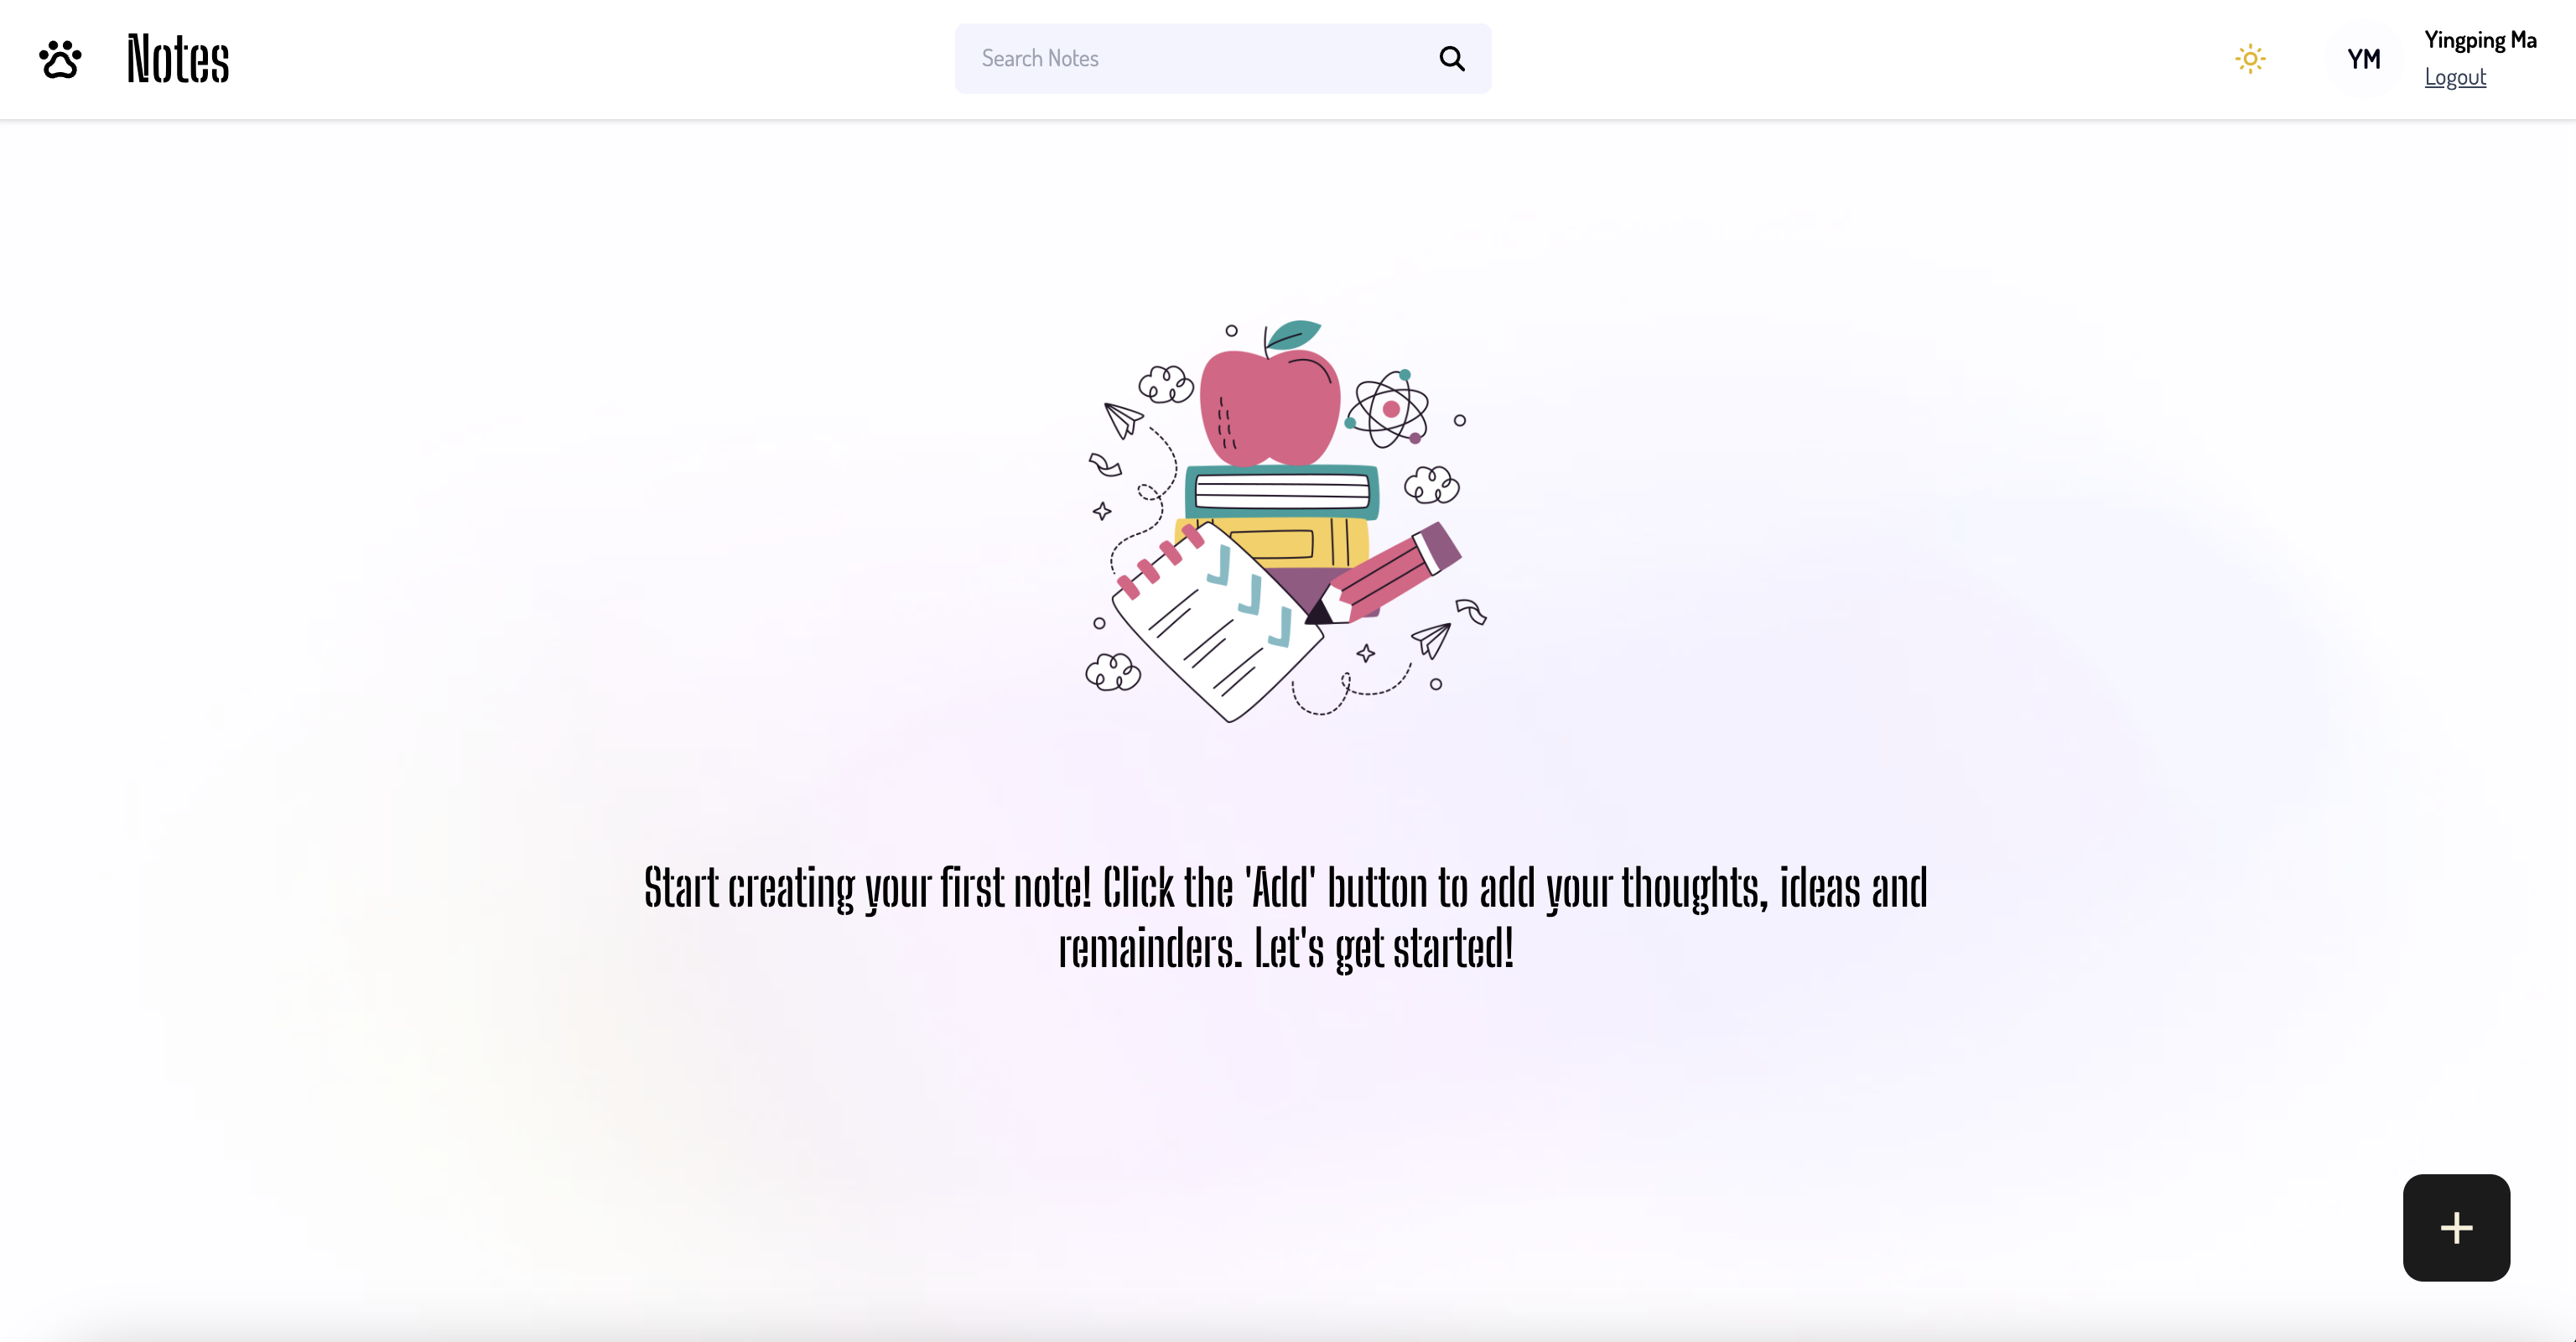 Notes
Search Notes
YM
Yingping Ma
Logout
Start creating your first note! Click the 'Add' button to add your thoughts, ideas and
remainders. Let's get started!